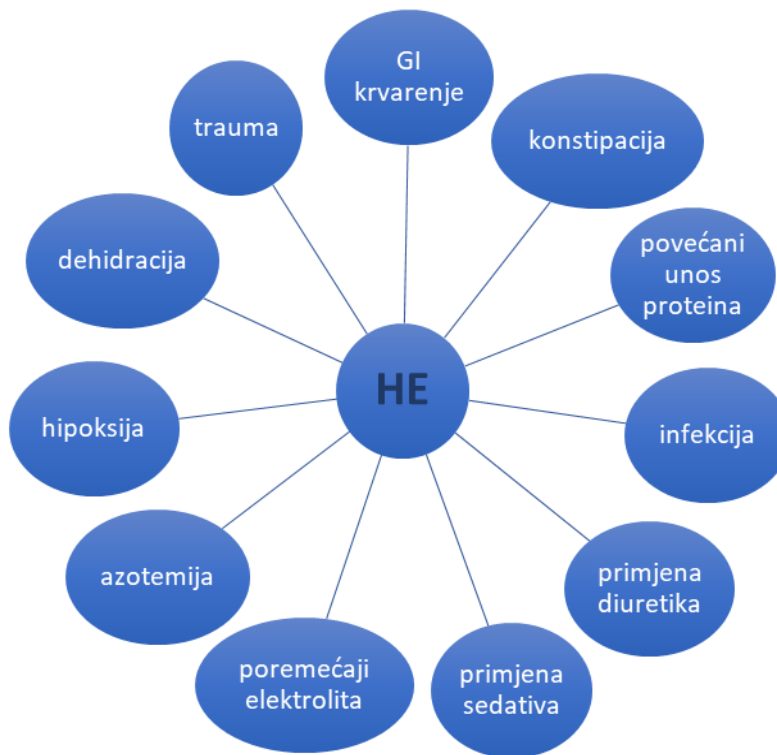 GI
krvarenje
konstipacija
povećani
unos
proteina
infekcija
primjena
diuretika
primjena
sedativa
poremećaji
elektrolita
azotemija
hipoksija
dehidracija
trauma
HE